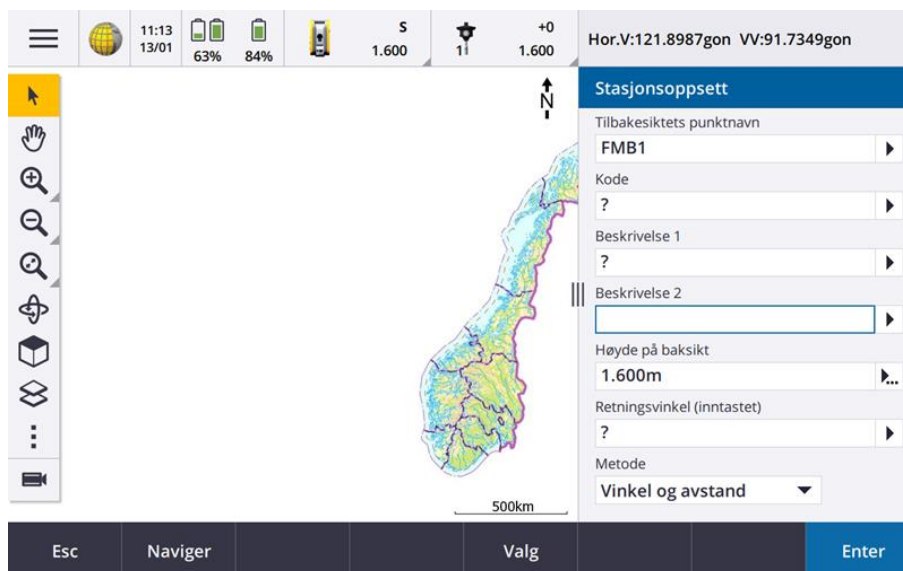 11:13
13/01
63%
84%
S
1.600
1
+0
1.600
Hor.V:121.8987gon VV:91.7349gon
N
Stasjonsoppsett
Tilbakesiktets punktnavn
FMB1
Kode
?
Beskrivelse 1
?
Beskrivelse 2
Høyde på baksikt
1.600m
Retningsvinkel (inntastet)
?
Metode
Vinkel og avstand
500km
Esc
Naviger
Valg
Enter